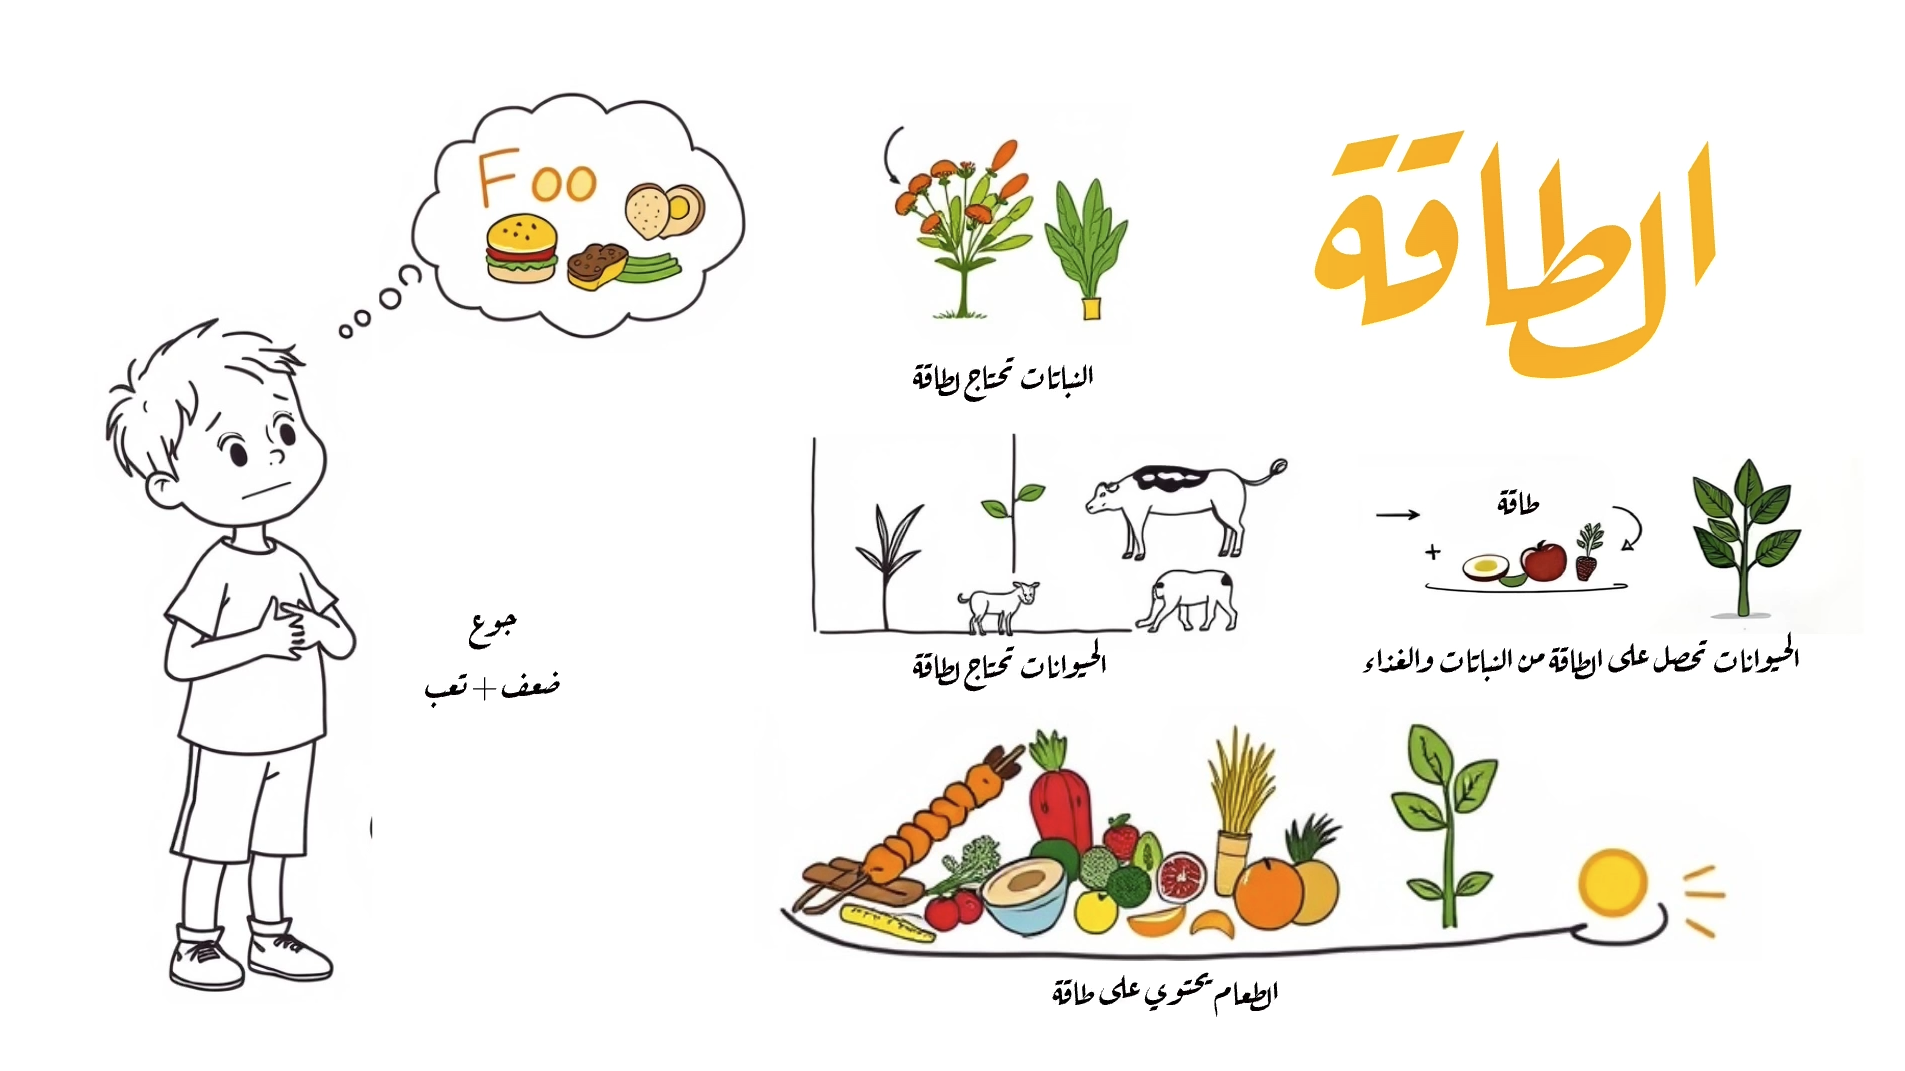 الطاقة
Foo
النباتات تحتاج لطاقة
الحيوانات تحتاج لطاقة
طاقة
+
الحيوانات تحصل على الطاقة من النباتات والغذاء
جوع
ضعف + تعب
الطعام يحتوي على طاقة